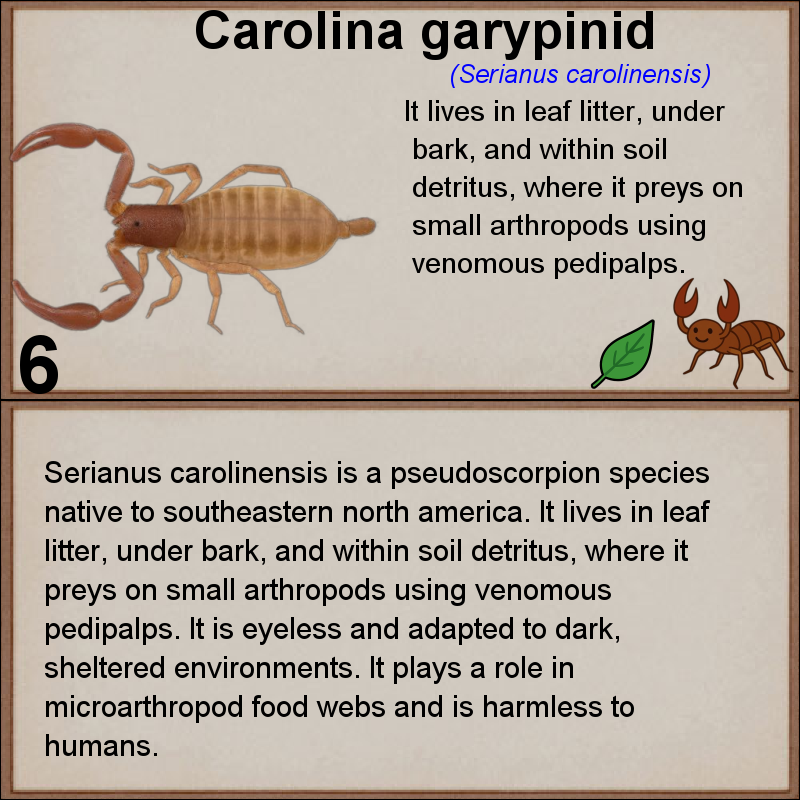 Carolina garypinid
(Serianus carolinensis)
It lives in leaf litter, under
bark, and within soil
detritus, where it preys on
small arthropods using
venomous pedipalps.
6
Serianus carolinensis is a pseudoscorpion species
native to southeastern north america. It lives in leaf
litter, under bark, and within soil detritus, where it
preys on small arthropods using venomous
pedipalps. It is eyeless and adapted to dark,
sheltered environments. It plays a role in
microarthropod food webs and is harmless to
humans.